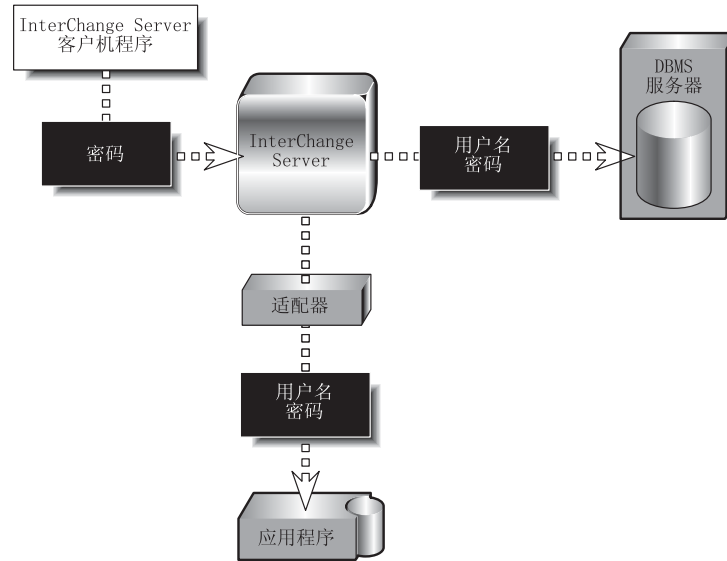 InterChange Server
客户机程序
密码
InterChange
Server
用户名
密码
DBMS
服务器
适配器
用户名
密码
应用程序